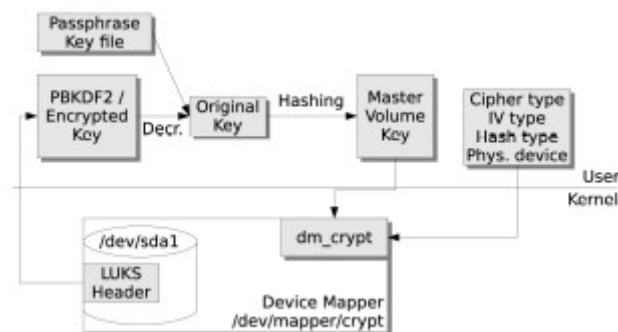 Passphrase
Key file
PBKDF2 /
Encrypted
Key
Decr.
Original
Key
Hashing
Master
Volume
Key
Cipher type
IV type
Hash type
Phys. device
User
Kernel
/dev/sda1
LUKS
Header
dm_crypt
Device Mapper
/dev/mapper/crypt